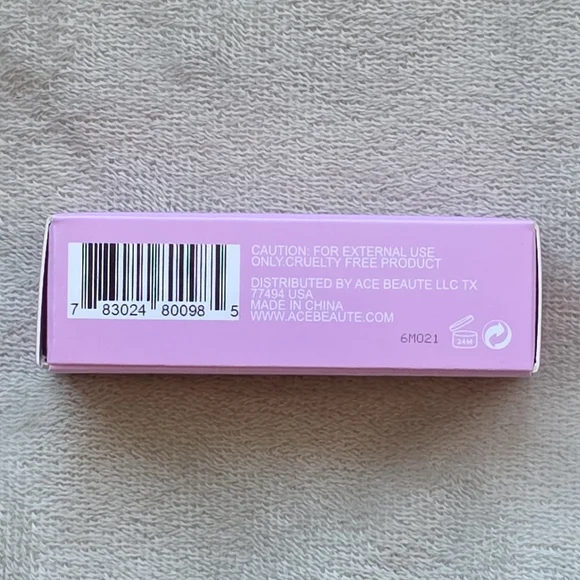 CAUTION: FOR EXTERNAL USE
ONLY.CRUELTY FREE PRODUCT
DISTRIBUTED BY ACE BEAUTE LLC TX
77494 USA
MADE IN CHINA
WWW.ACEBEAUTE.COM
7 83024 80098 5
6M021
24M